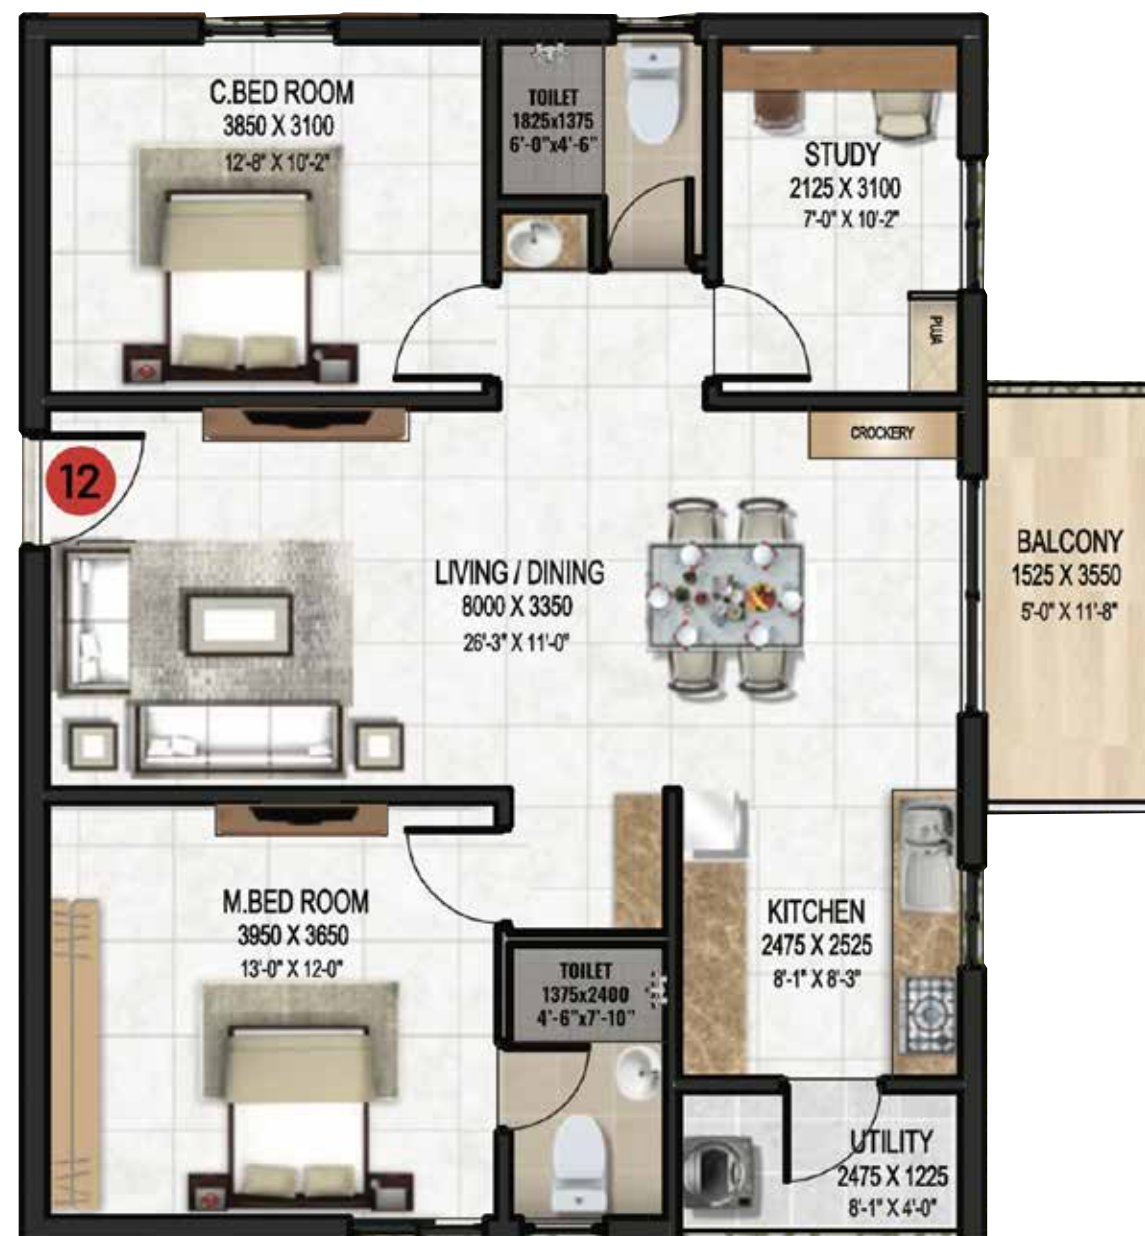 C.BED ROOM
3850 X 3100
12'-8" X 10'-2"
TOILET
1825x1375
6'-0"x4'-6"
STUDY
2125 X 3100
7'-0" X 10'-2"
PUJA
CROCKERY
12
LIVING / DINING
8000 X 3350
26'-3" X 11'-0"
BALCONY
1525 X 3550
5'-0" X 11'-8"
M.BED ROOM
3950 X 3650
13'-0" X 12'-0"
TOILET
1375x2400
4'-6"x7'-10"
KITCHEN
2475 X 2525
8'-1" X 8'-3"
UTILITY
2475 X 1225
8'-1" X 4'-0"